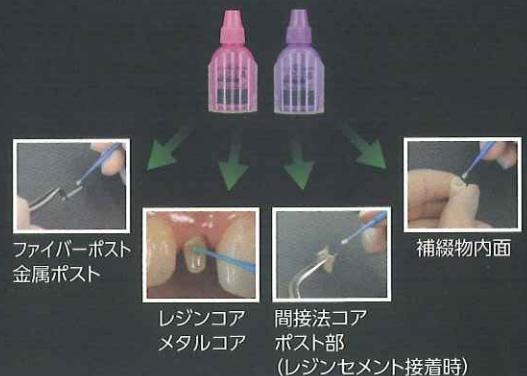 ファイバーポスト
金属ポスト
レジンコア
メタルコア
間接法コア
ポスト部
(レジンセメント接着時)
補綴物内面